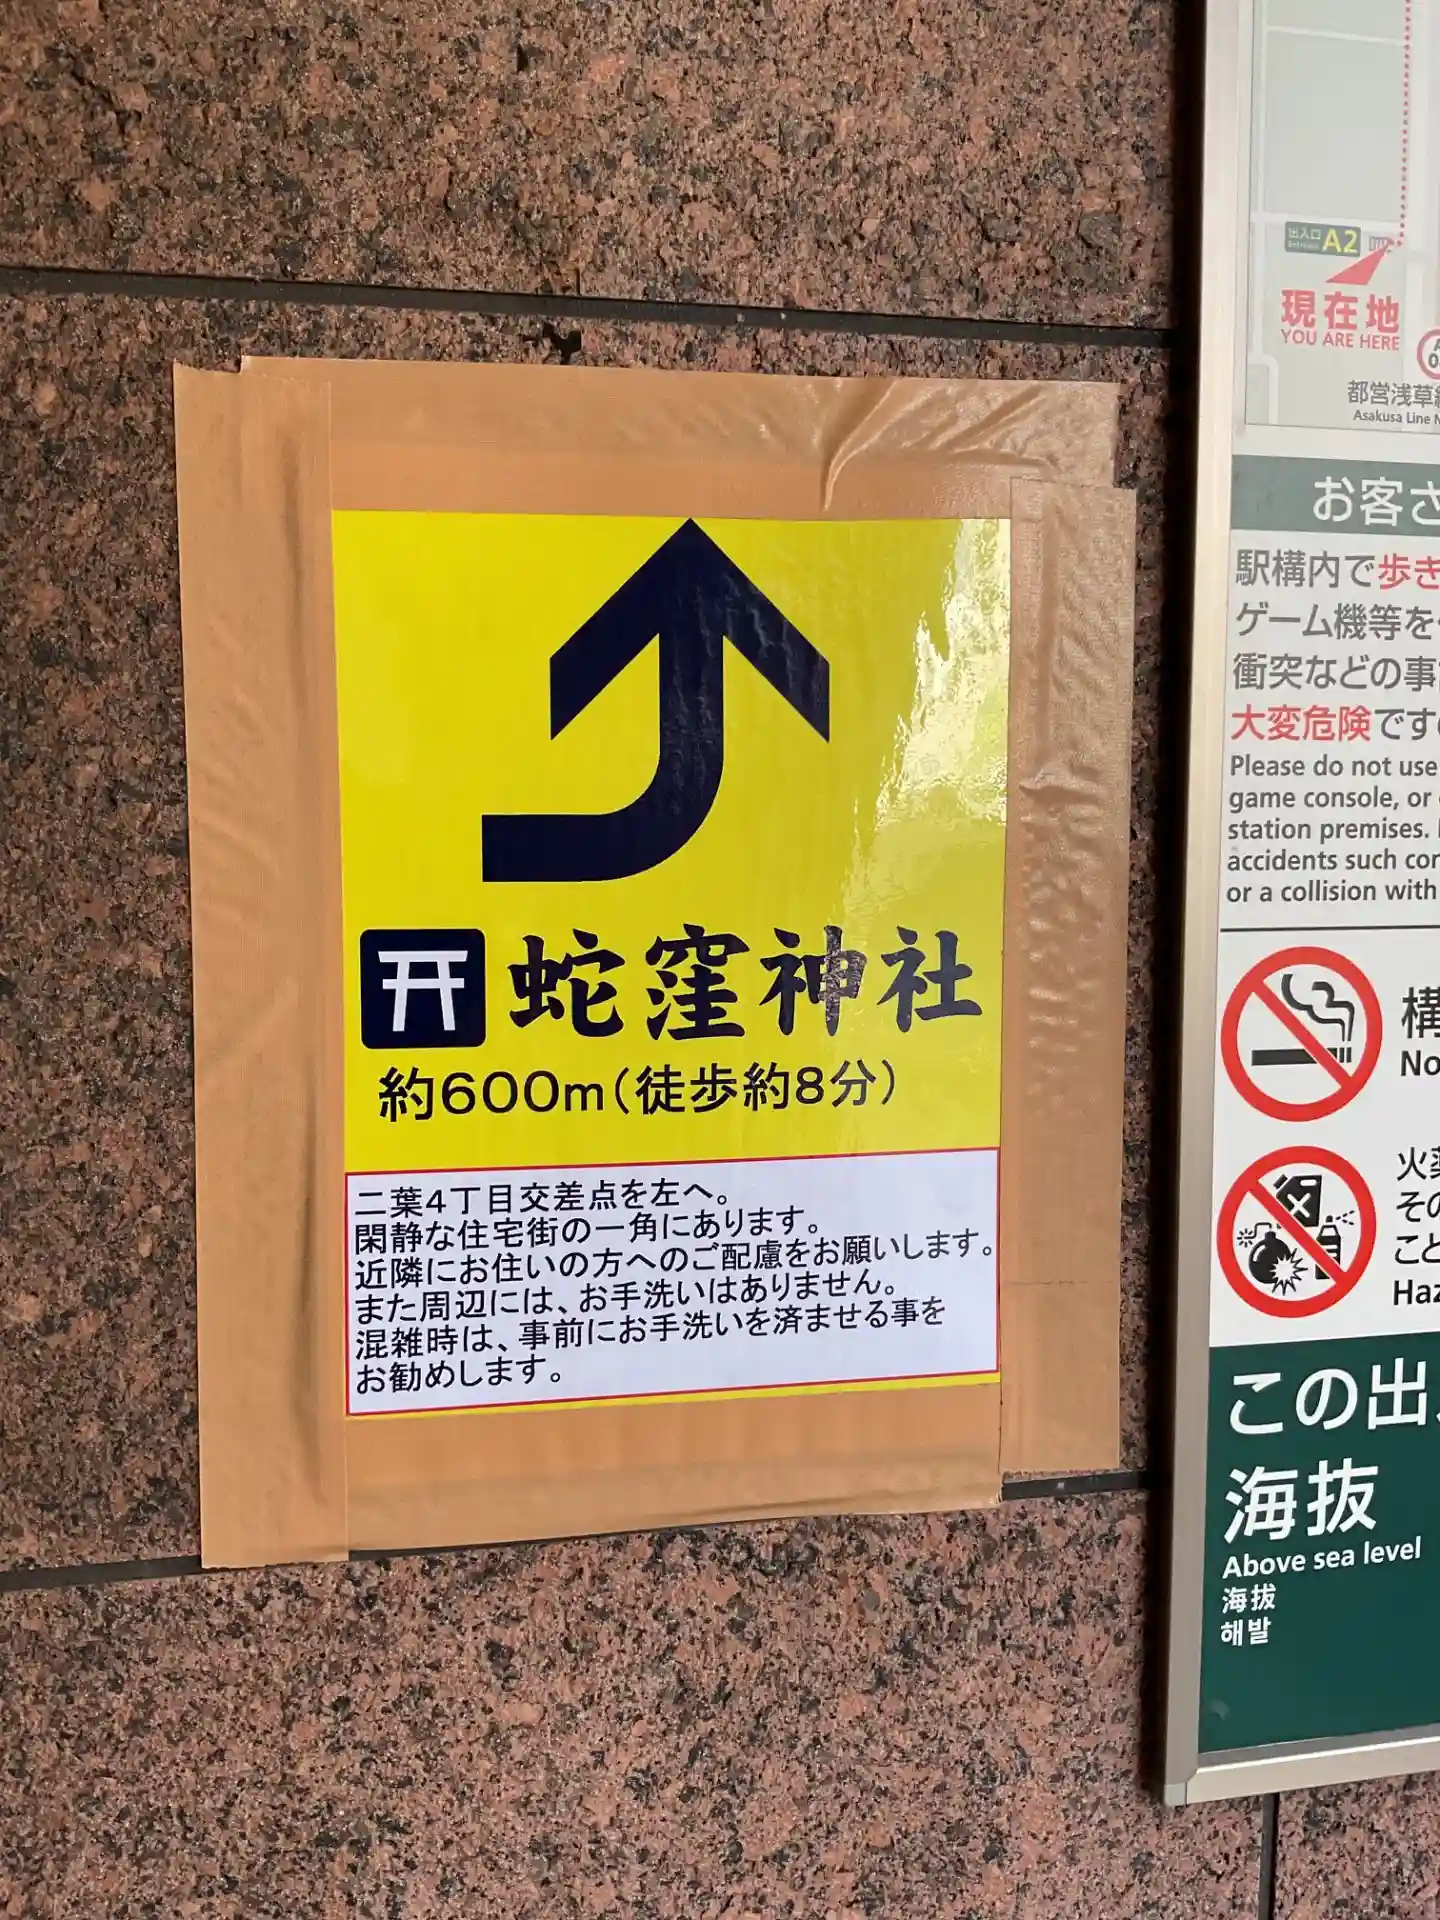 蛇窪神社
約600m(徒歩約8分)
二葉4丁目交差点を左へ。
閑静な住宅街の一角にあります。
近隣にお住いの方へのご配慮をお願いします。
また周辺には、お手洗いはありません。
混雑時は、事前にお手洗いを済ませる事を
お勧めします。
出入口 A2
現在地
YOU ARE HERE
都営浅草
Asakusa Line
お客さ
駅構内で歩き
ゲーム機等を
衝突などの事
大変危険です
Please do not use
game console, or
station premises.
accidents such
or a collision with
構
No
火
その
こと
Haz
この出
海抜
Above sea level
海拔
해발